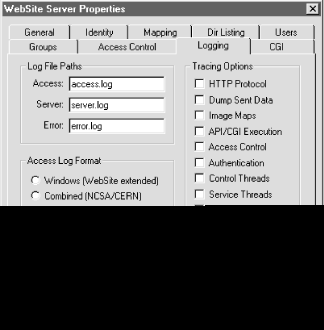 WebSite Server Properties
General
Identity
Mapping
Dir Listing
Users
Groups
Access Control
Logging
CGI
Log File Paths
Access: access.log
Server: server.log
Error: error.log
Access Log Format
Windows (WebSite extended)
Combined (NCSA/CERN)
Tracing Options
HTTP Protocol
Dump Sent Data
Image Maps
API/CGI Execution
Access Control
Authentication
Control Threads
Service Threads